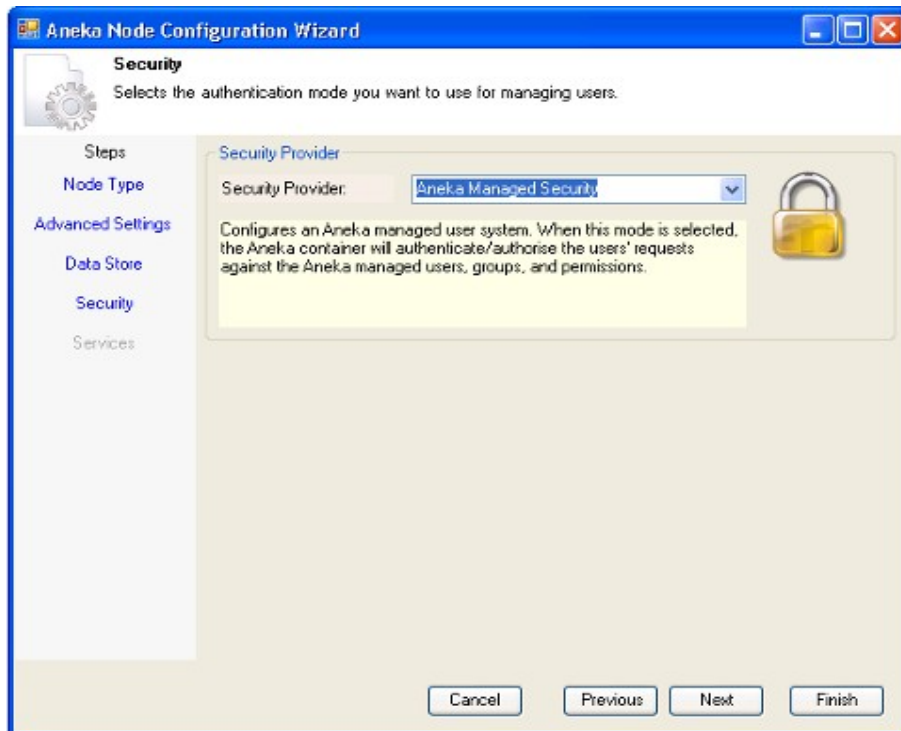 Aneka Node Configuration Wizard
Security
Selects the authentication mode you want to use for managing users.
Steps
Node Type
Advanced Settings
Data Store
Security
Services
Security Provider
Security Provider:
Aneka Managed Security
Configures an Aneka managed user system. When this mode is selected,
the Aneka container will authenticate/authorise the users' requests
against the Aneka managed users, groups, and permissions.
Cancel
Previous
Next
Finish